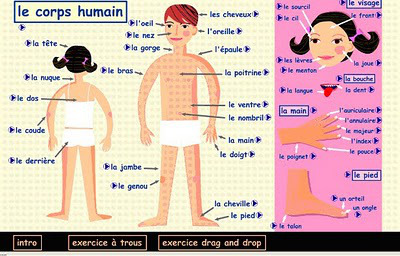 le corps humain
la tête
la nuque
le dos
le coude
le derrière
l'oeil
le nez
la gorge
le bras
les cheveux
l'oreille
l'épaule
la poitrine
le ventre
le nombril
la main
le doigt
la jambe
le genou
la cheville
le pied
le visage
le sourcil
le cil
le front
les lèvres
le menton
la joue
la bouche
la langue
la dent
la main
l'auriculaire
l'annulaire
le majeur
l'index
le pouce
le poignet
le pied
un orteil
un ongle
le talon
intro
exercice à trous
exercice drag and drop